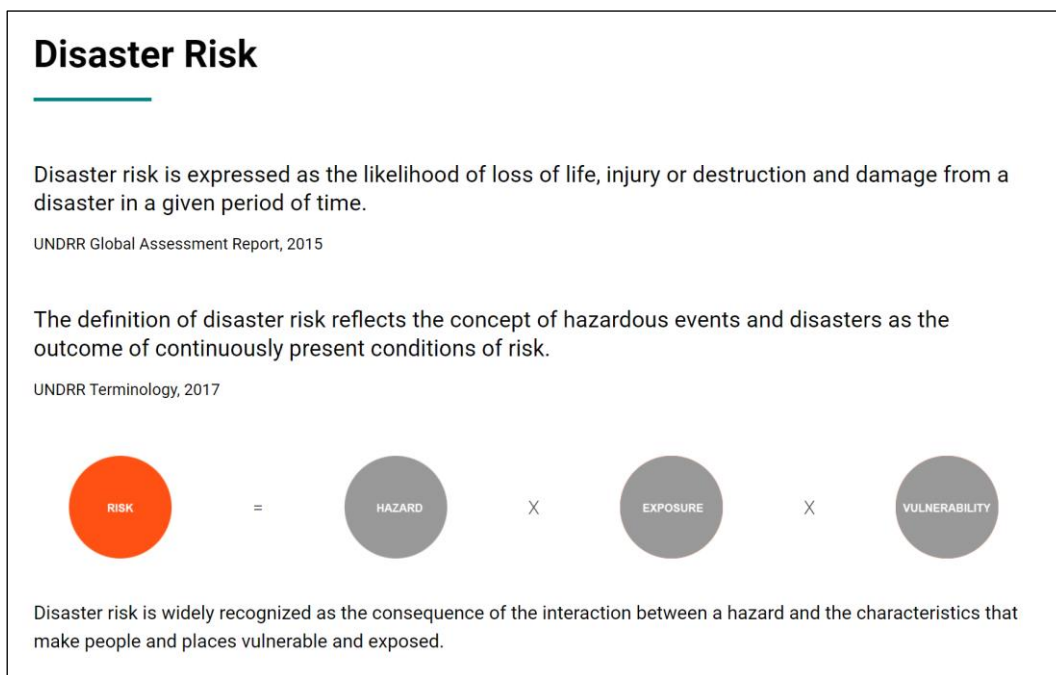 Disaster Risk
Disaster risk is expressed as the likelihood of loss of life, injury or destruction and damage from a
disaster in a given period of time.
UNDRR Global Assessment Report, 2015
The definition of disaster risk reflects the concept of hazardous events and disasters as the
outcome of continuously present conditions of risk.
UNDRR Terminology, 2017
RISK = HAZARD X EXPOSURE X VULNERABILITY
Disaster risk is widely recognized as the consequence of the interaction between a hazard and the characteristics that
make people and places vulnerable and exposed.